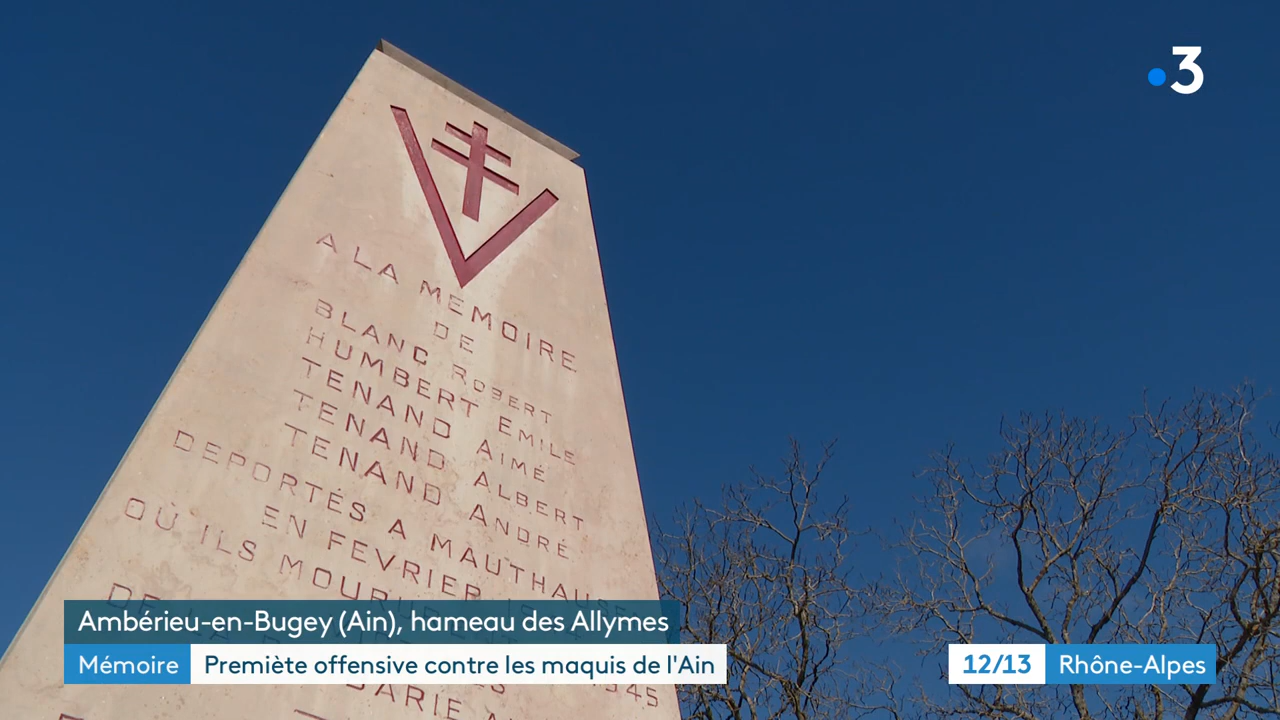 3
A LA MEMOIRE
DE
BLANC ROBERT
HUMBERT EMILE
TENAND AIMÉ
TENAND ALBERT
TENAND ANDRÉ
DEPORTÉS A MAUTHAUSEN
EN FEVRIER
OÙ ILS
1945
Ambérieu-en-Bugey (Ain), hameau des Allymes
Mémoire
Premiète offensive contre les maquis de l'Ain
12/13
Rhône-Alpes